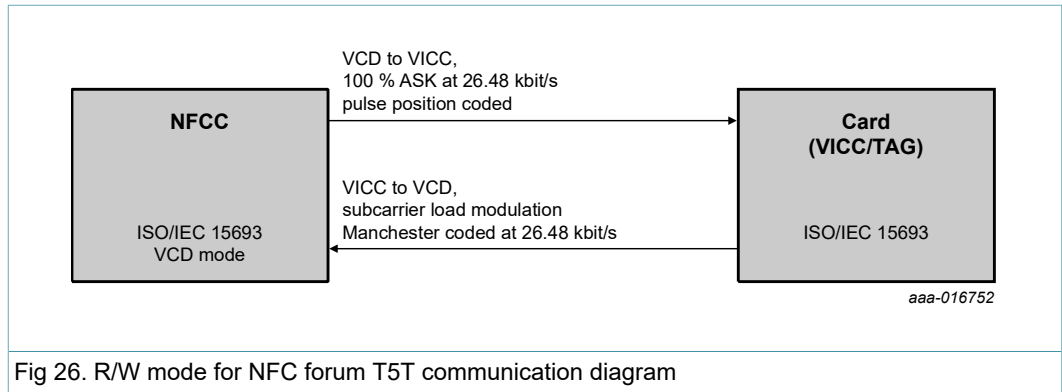 VCD to VICC,
100 % ASK at 26.48 kbit/s
pulse position coded
NFCC
Card
(VICC/TAG)
VICC to VCD,
subcarrier load modulation
Manchester coded at 26.48 kbit/s
ISO/IEC 15693
VCD mode
ISO/IEC 15693
aaa-016752
Fig 26. R/W mode for NFC forum T5T communication diagram